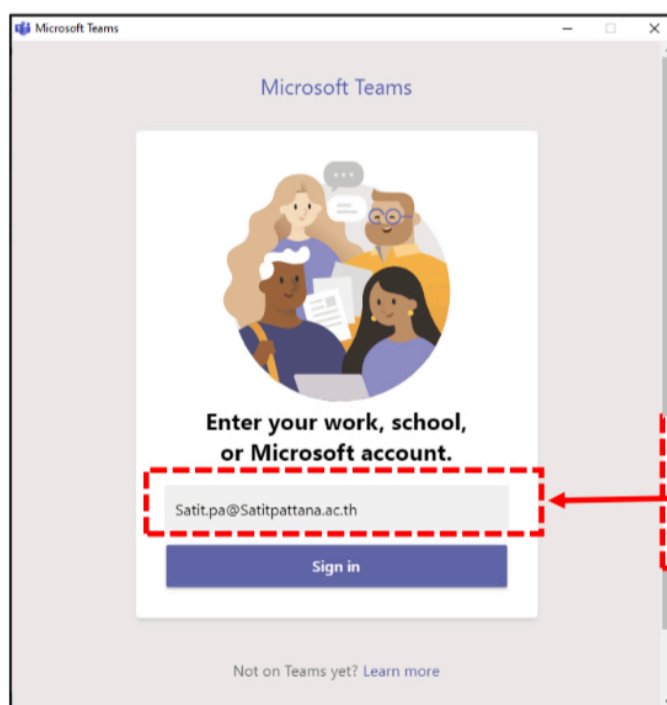 Microsoft Teams
Microsoft Teams
Enter your work, school,
or Microsoft account.
Satit.pa@Satitpattana.ac.th
Sign in
Not on Teams yet? Learn more